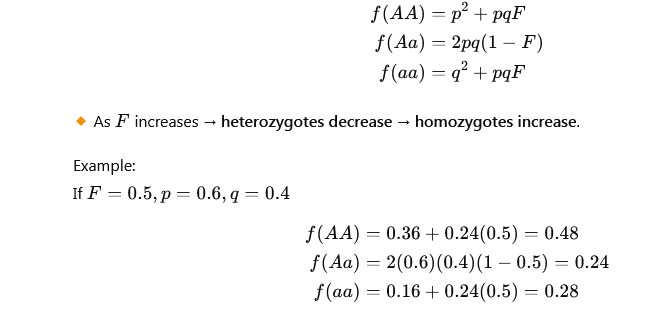 f(AA) = p² + pqF
f(Aa) = 2pq(1 − F)
f(aa) = q² + pqF
◆ As F increases → heterozygotes decrease → homozygotes increase.
Example:
If F = 0.5, p = 0.6, q = 0.4
f(AA) = 0.36 + 0.24(0.5) = 0.48
f(Aa) = 2(0.6)(0.4)(1 − 0.5) = 0.24
f(aa) = 0.16 + 0.24(0.5) = 0.28